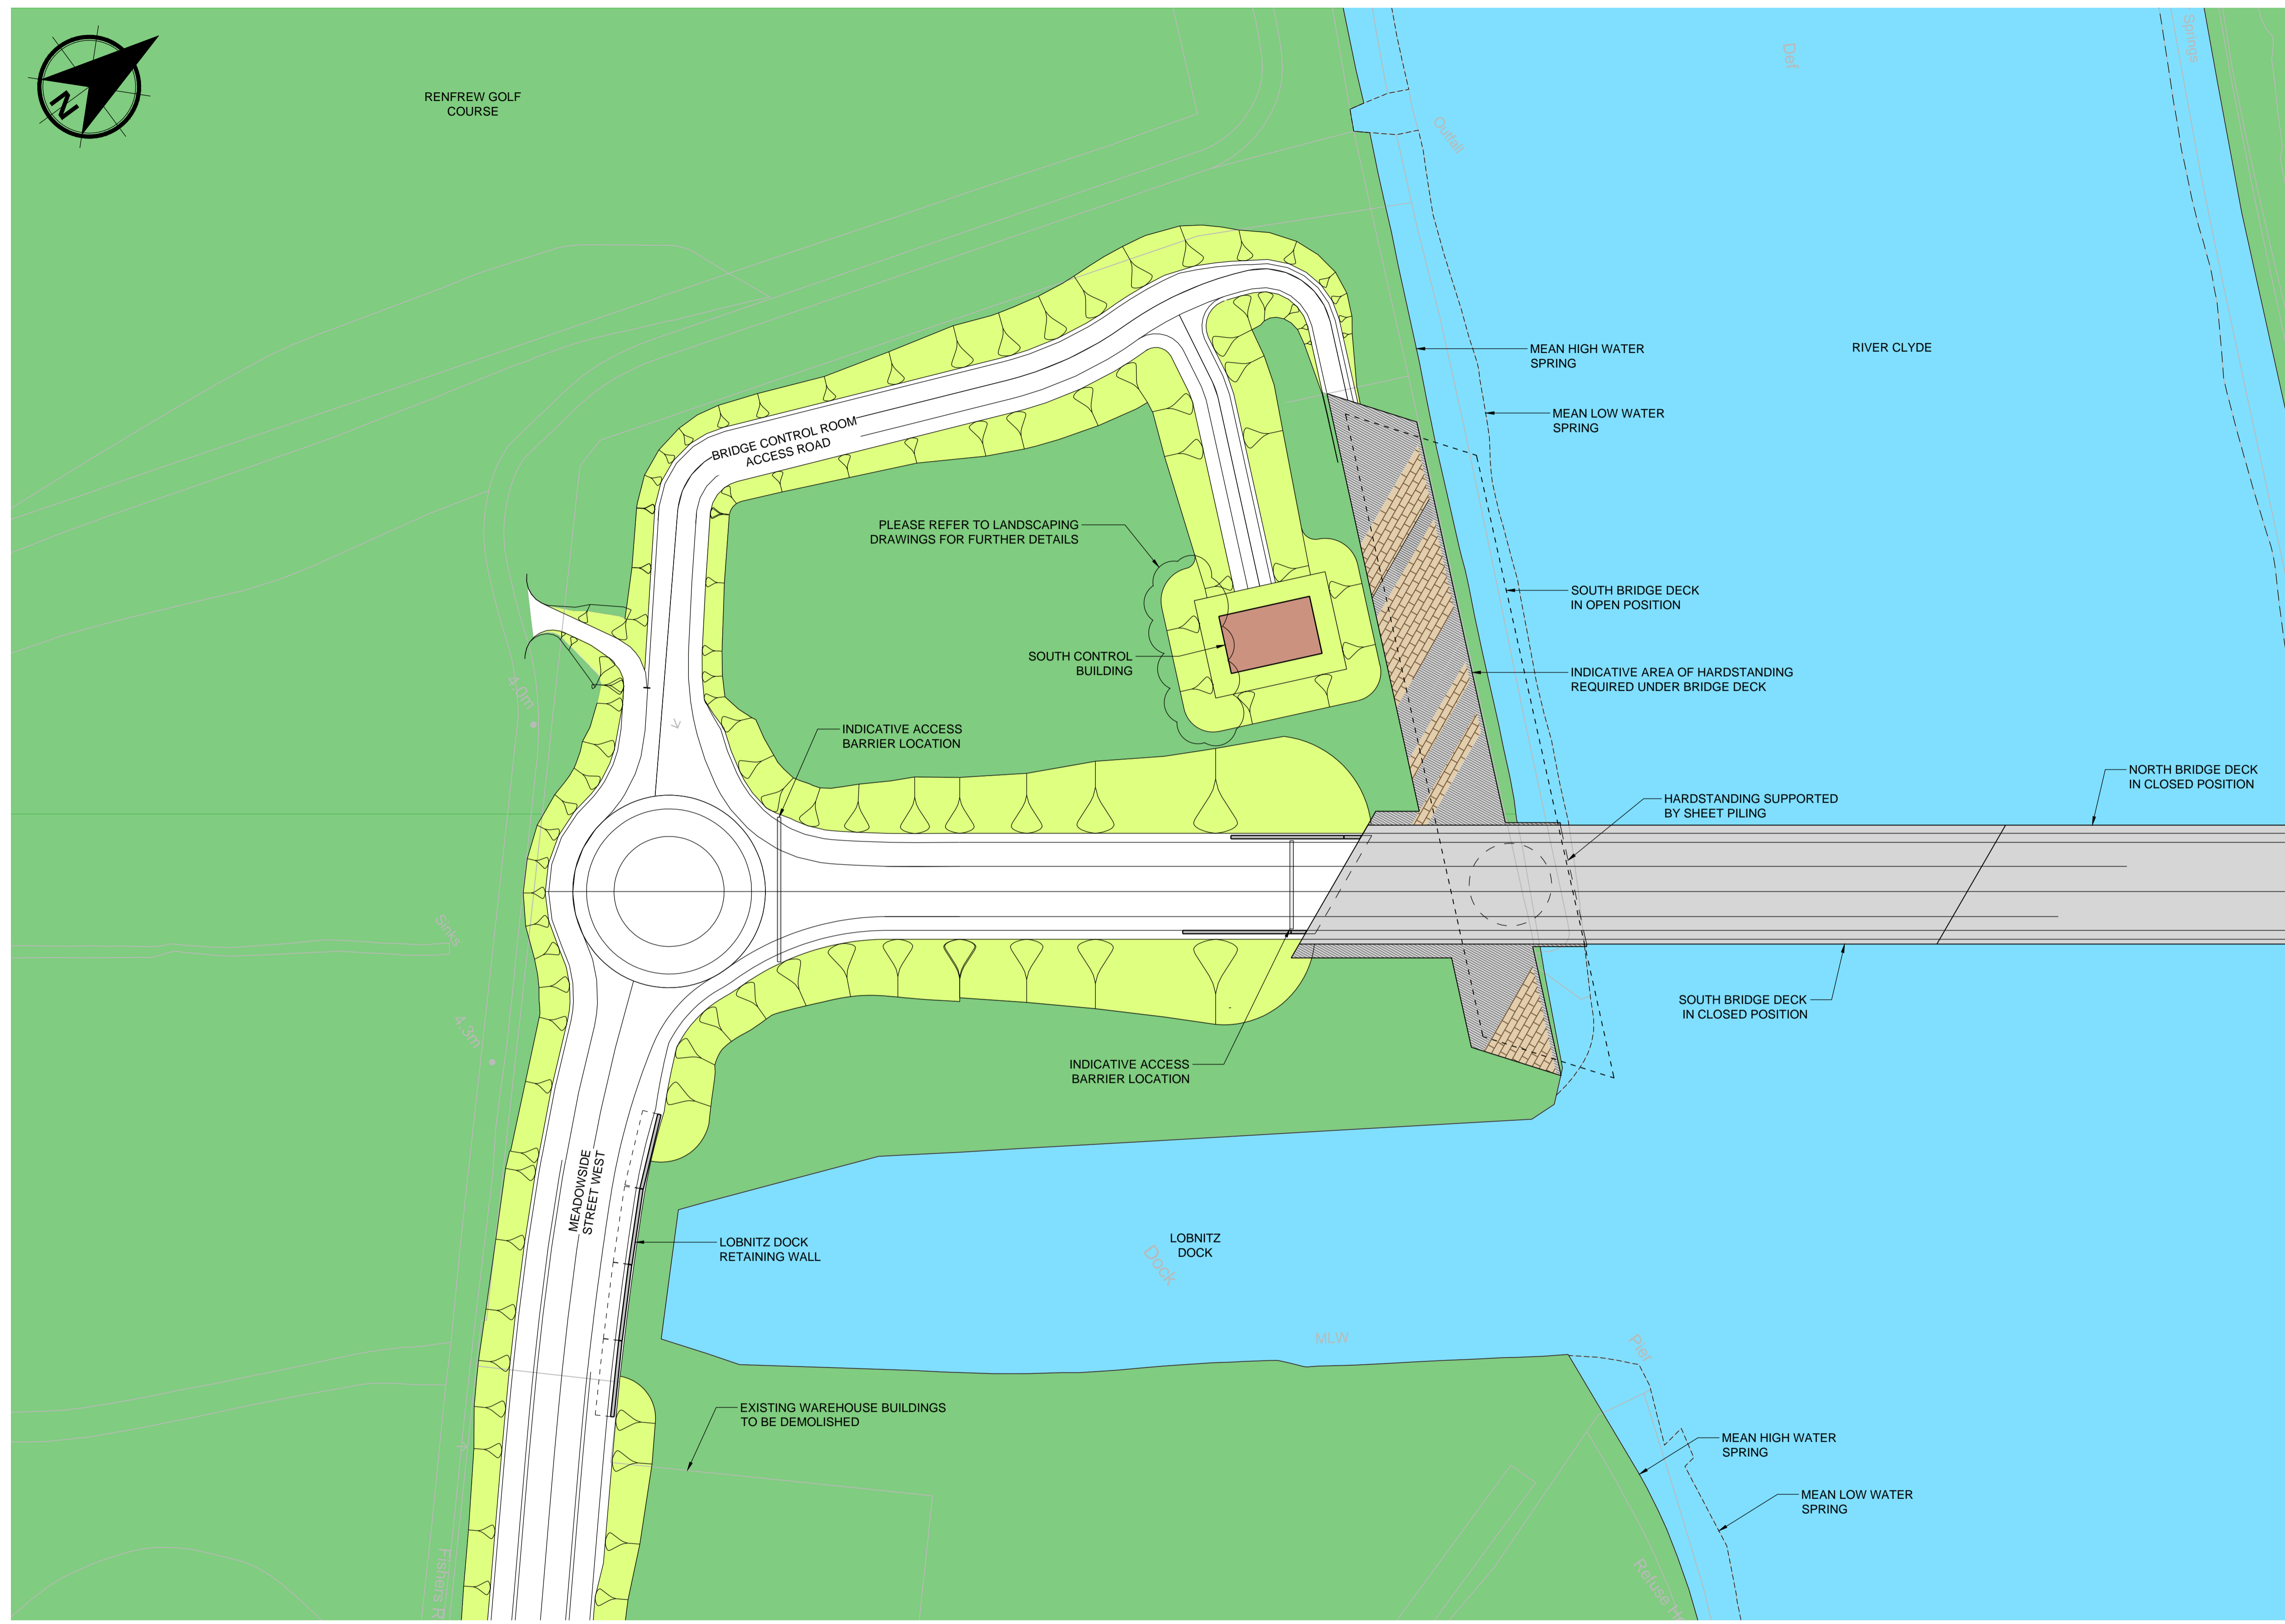 Springs
Def
N
RENFREW GOLF
COURSE
Outfall
MEAN HIGH WATER
SPRING
RIVER CLYDE
MEAN LOW WATER
SPRING
BRIDGE CONTROL ROOM
ACCESS ROAD
PLEASE REFER TO LANDSCAPING
DRAWINGS FOR FURTHER DETAILS
SOUTH BRIDGE DECK
IN OPEN POSITION
SOUTH CONTROL
BUILDING
INDICATIVE AREA OF HARDSTANDING
REQUIRED UNDER BRIDGE DECK
4.0m
INDICATIVE ACCESS
BARRIER LOCATION
NORTH BRIDGE DECK
IN CLOSED POSITION
HARDSTANDING SUPPORTED
BY SHEET PILING
Sinks
SOUTH BRIDGE DECK
IN CLOSED POSITION
4.3m
INDICATIVE ACCESS
BARRIER LOCATION
MEADOWSIDE
STREET WEST
LOBNITZ DOCK
RETAINING WALL
LOBNITZ
DOCK
Dock
MLW
Pier
EXISTING WAREHOUSE BUILDINGS
TO BE DEMOLISHED
MEAN HIGH WATER
SPRING
MEAN LOW WATER
SPRING
Fishers R
Refuse H